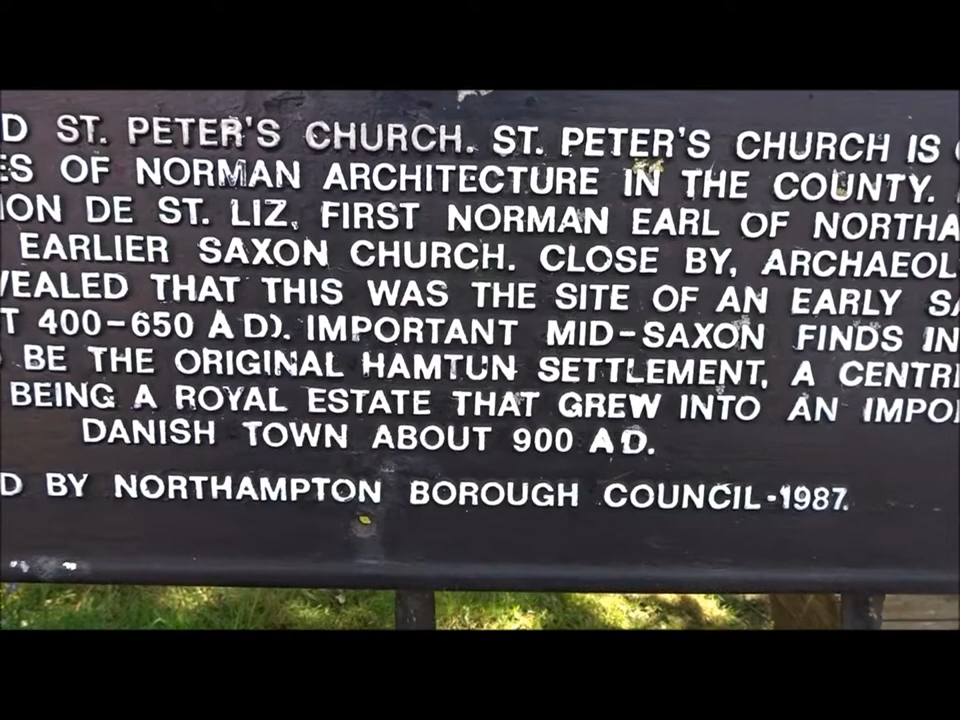 D ST. PETER'S CHURCH. ST. PETER'S CHURCH IS
ES OF NORMAN ARCHITECTURE IN THE COUNTY.
ION DE ST. LIZ, FIRST NORMAN EARL OF NORTHA
EARLIER SAXON CHURCH. CLOSE BY, ARCHAEOL
VEALED THAT THIS WAS THE SITE OF AN EARLY SA
T 400-650 A D). IMPORTANT MID-SAXON FINDS IN
BE THE ORIGINAL HAMTUN SETTLEMENT, A CENTR
BEING A ROYAL ESTATE THAT GREW INTO AN IMPO
DANISH TOWN ABOUT 900 A D.
D BY NORTHAMPTON BOROUGH COUNCIL-1987.